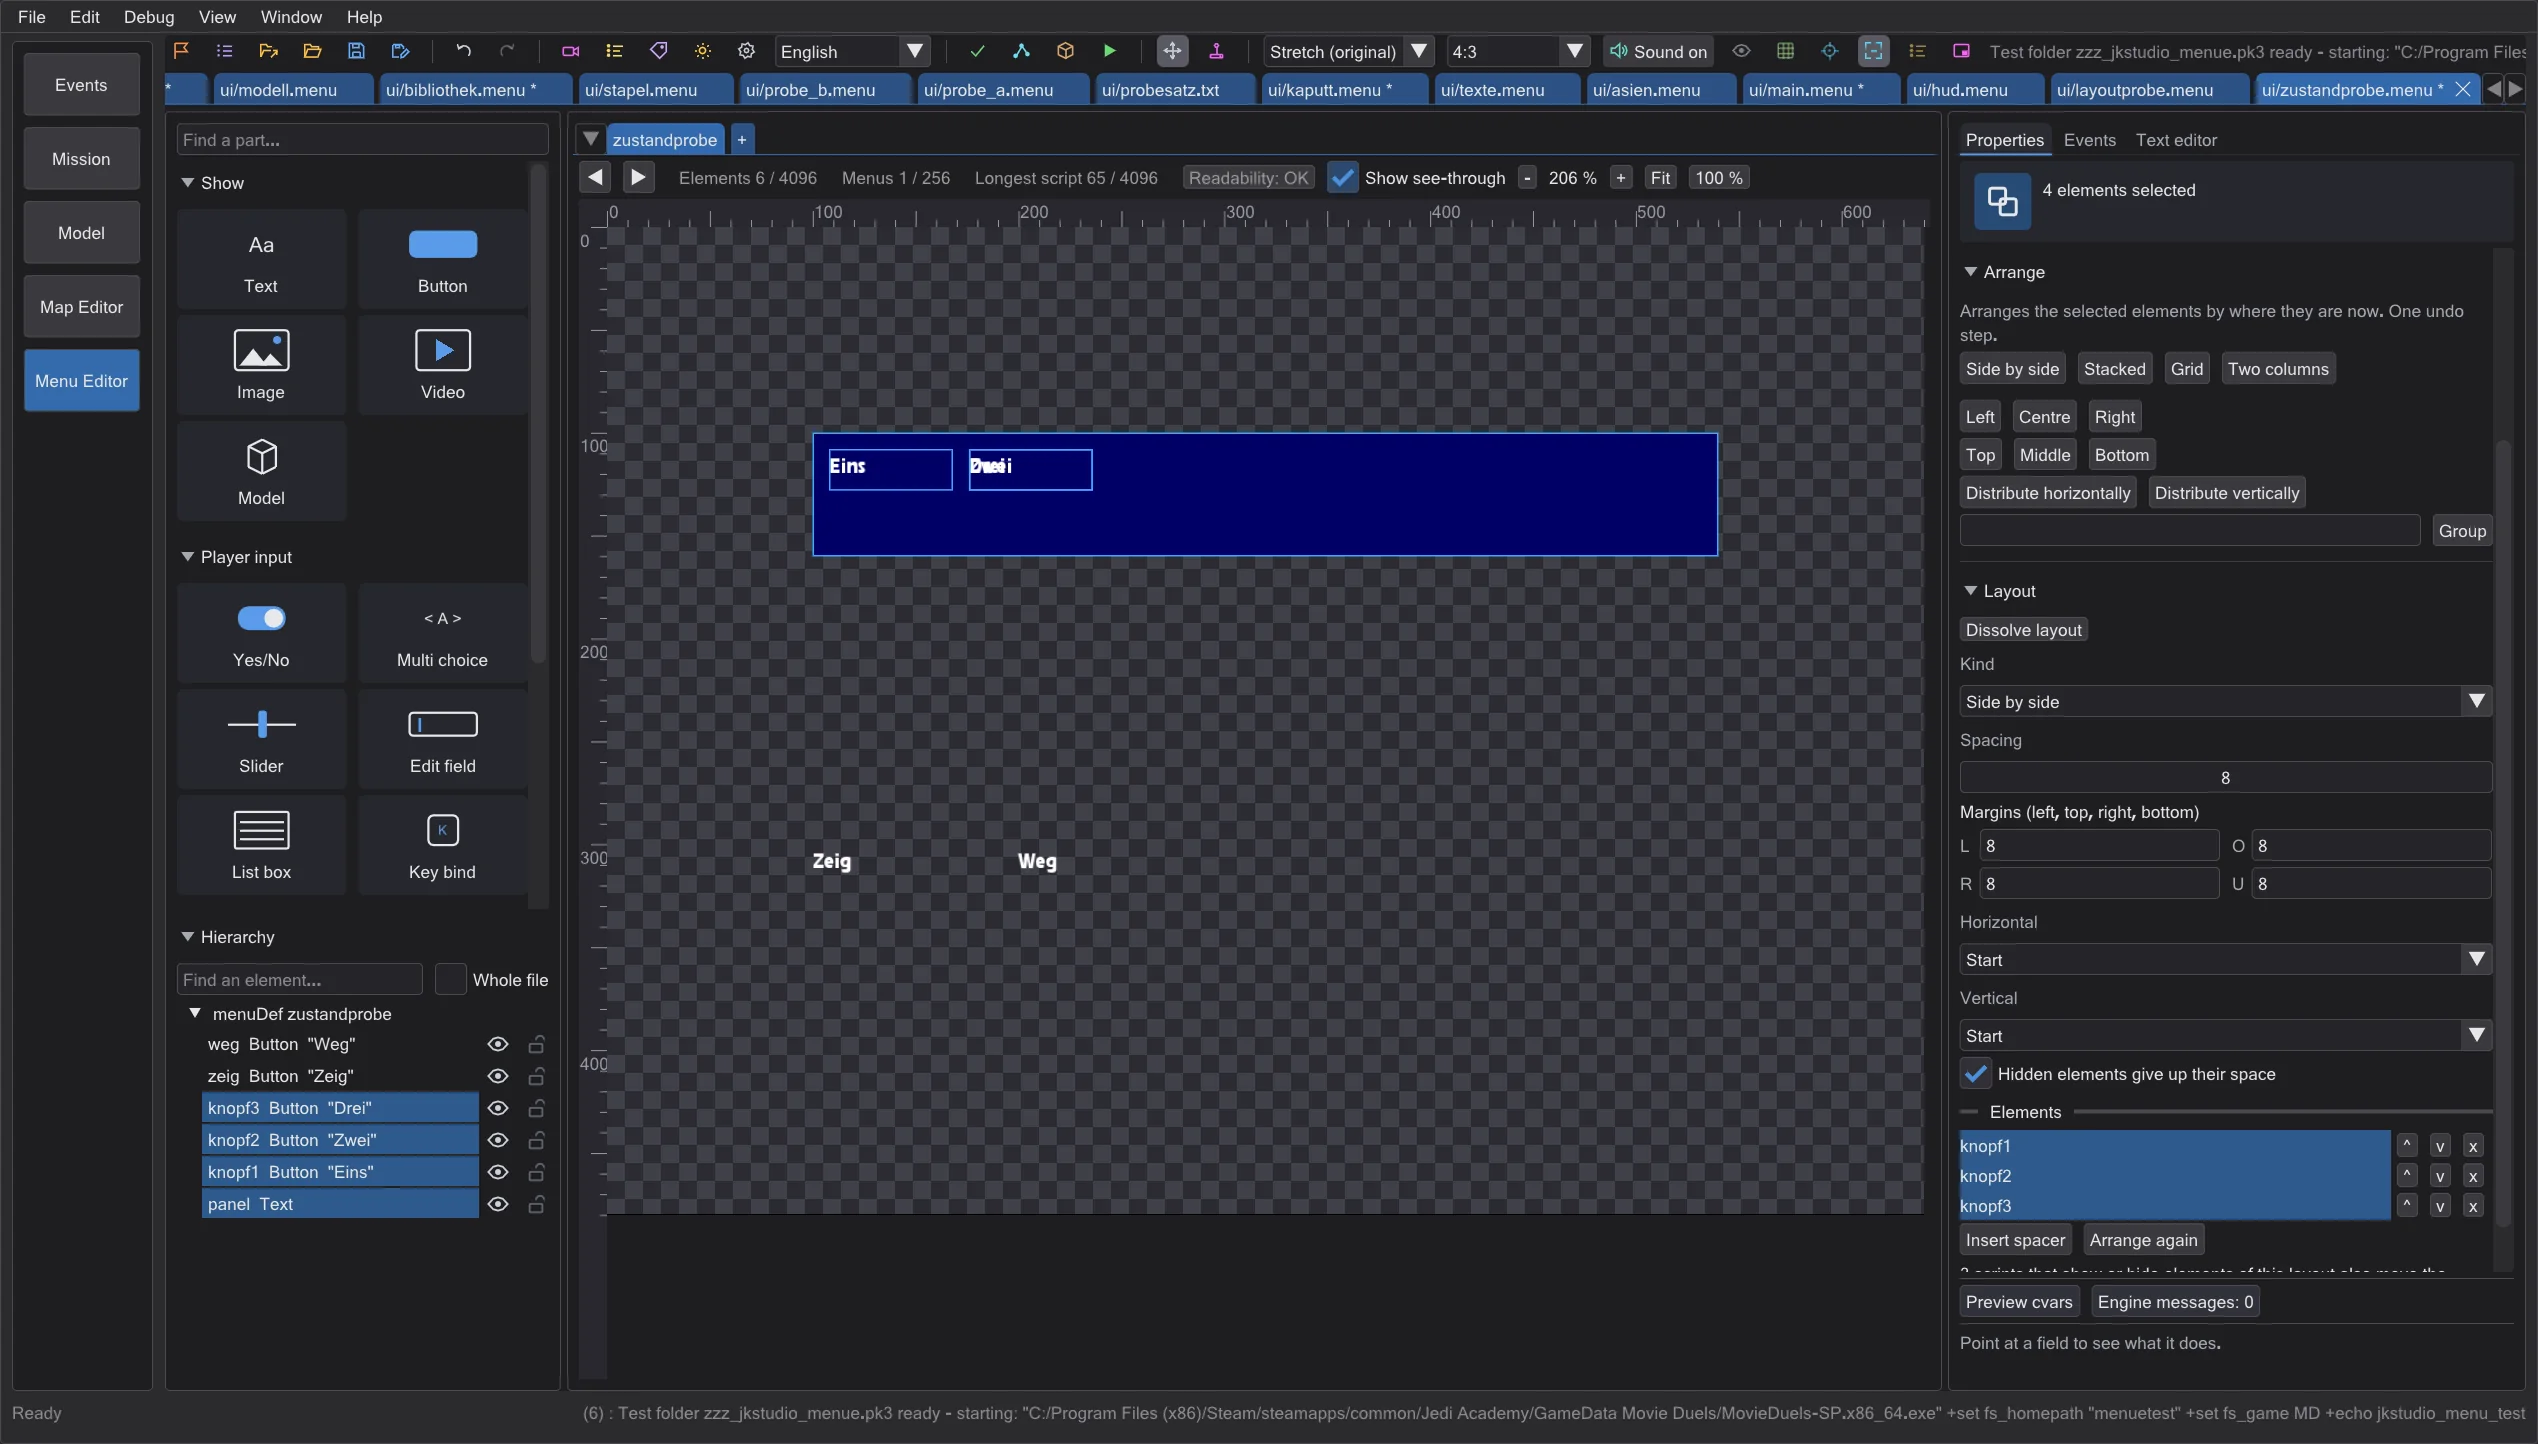 File Edit Debug View Window Help
English Stretch (original) 4:3 Sound on Test folder zzz_jkstudio_menue.pk3 ready - starting: "C:/Program Files
* ui/modell.menu ui/bibliothek.menu * ui/stapel.menu ui/probe_b.menu ui/probe_a.menu ui/probesatz.txt ui/kaputt.menu * ui/texte.menu ui/asien.menu ui/main.menu * ui/hud.menu ui/layoutprobe.menu ui/zustandprobe.menu *
Events
Mission
Model
Map Editor
Menu Editor
Find a part...
Show
Aa
Text Button
Image Video
Model
Player input
< A >
Yes/No Multi choice
Slider Edit field
K
List box Key bind
Hierarchy
Find an element... Whole file
menuDef zustandprobe
weg Button "Weg"
zeig Button "Zeig"
knopf3 Button "Drei"
knopf2 Button "Zwei"
knopf1 Button "Eins"
panel Text
zustandprobe +
Elements 6 / 4096 Menus 1 / 256 Longest script 65 / 4096 Readability: OK Show see-through - 206 % + Fit 100 %
0 100 200 300 400 500 600
0
100
200
300
400
Eins
Zeig Weg
Properties Events Text editor
4 elements selected
Arrange
Arranges the selected elements by where they are now. One undo
step.
Side by side Stacked Grid Two columns
Left Centre Right
Top Middle Bottom
Distribute horizontally Distribute vertically
Group
Layout
Dissolve layout
Kind
Side by side
Spacing
8
Margins (left, top, right, bottom)
L 8 O 8
R 8 U 8
Horizontal
Start
Vertical
Start
Hidden elements give up their space
Elements
knopf1 ^ v x
knopf2 ^ v x
knopf3 ^ v x
Insert spacer Arrange again
Preview cvars Engine messages: 0
Point at a field to see what it does.
Ready (6) : Test folder zzz_jkstudio_menue.pk3 ready - starting: "C:/Program Files (x86)/Steam/steamapps/common/Jedi Academy/GameData Movie Duels/MovieDuels-SP.x86_64.exe" +set fs_homepath "menuetest" +set fs_game MD +echo jkstudio_menu_test